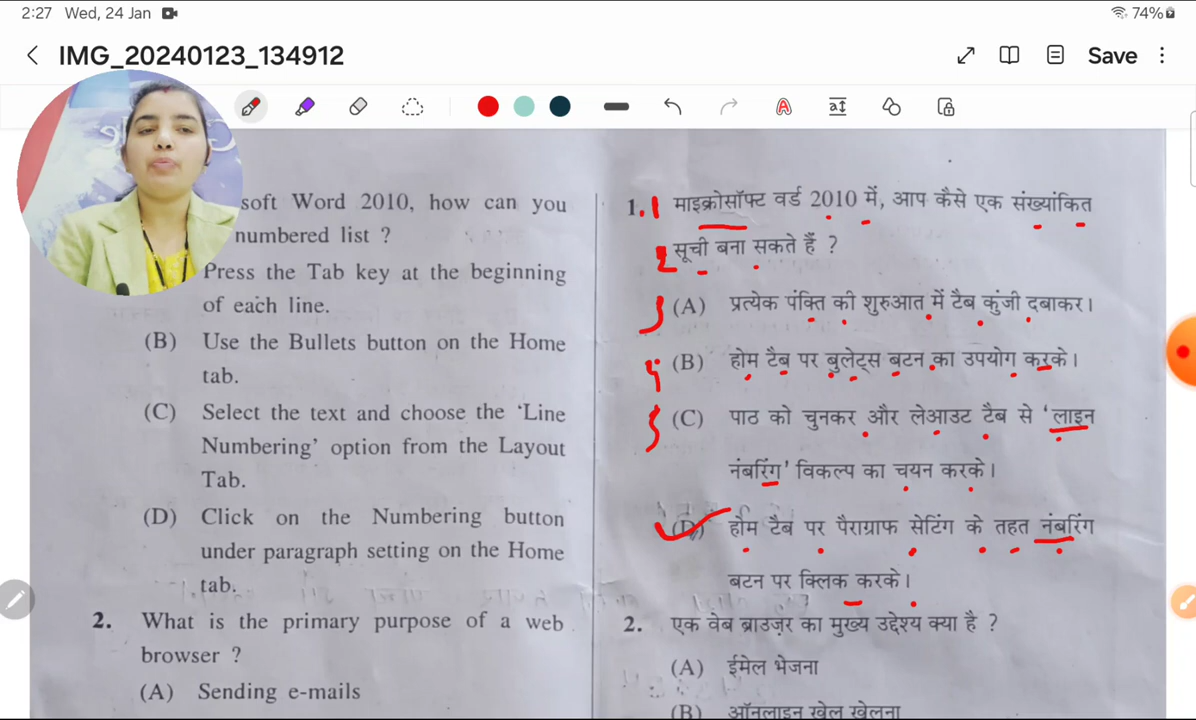 2:27 Wed, 24 Jan
74%
IMG_20240123_134912
Save
soft Word 2010, how can you
numbered list ?
Press the Tab key at the beginning
of each line.
(B) Use the Bullets button on the Home
tab.
(C) Select the text and choose the ‘Line
Numbering’ option from the Layout
Tab.
(D) Click on the Numbering button
under paragraph setting on the Home
tab.
2. What is the primary purpose of a web
browser ?
(A) Sending e-mails
1. माइक्रोसॉफ्ट वर्ड 2010 में, आप कैसे एक संख्यांकित
सूची बना सकते हैं ?
(A) प्रत्येक पंक्ति की शुरुआत में टैब कुंजी दबाकर।
(B) होम टैब पर बुलेट्स बटन का उपयोग करके।
(C) पाठ को चुनकर और लेआउट टैब से ‘लाइन
नंबरिंग’ विकल्प का चयन करके।
(D) होम टैब पर पैराग्राफ सेटिंग के तहत नंबरिंग
बटन पर क्लिक करके।
2. एक वेब ब्राउज़र का मुख्य उद्देश्य क्या है ?
(A) ईमेल भेजना
(B) ऑनलाइन खेल खेलना